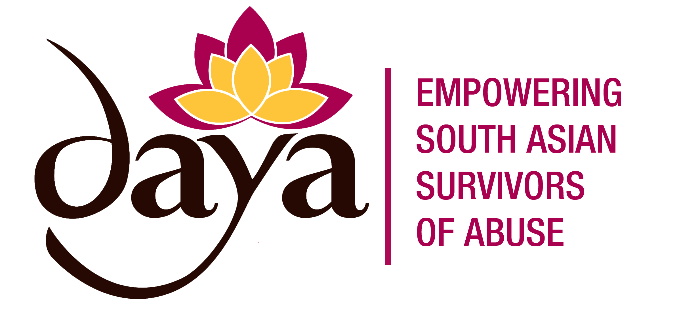 daya
EMPOWERING
SOUTH ASIAN
SURVIVORS
OF ABUSE